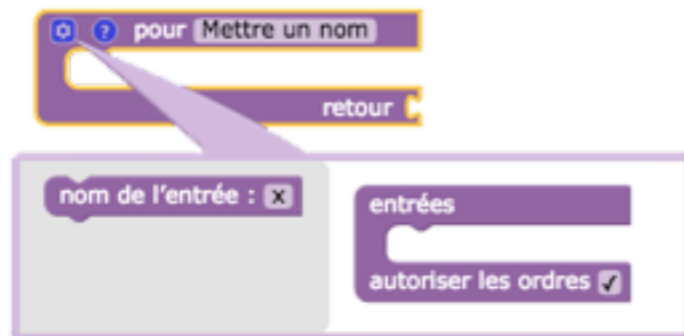 ? pour Mettre un nom
retour
nom de l'entrée : x
entrées
autoriser les ordres ✓